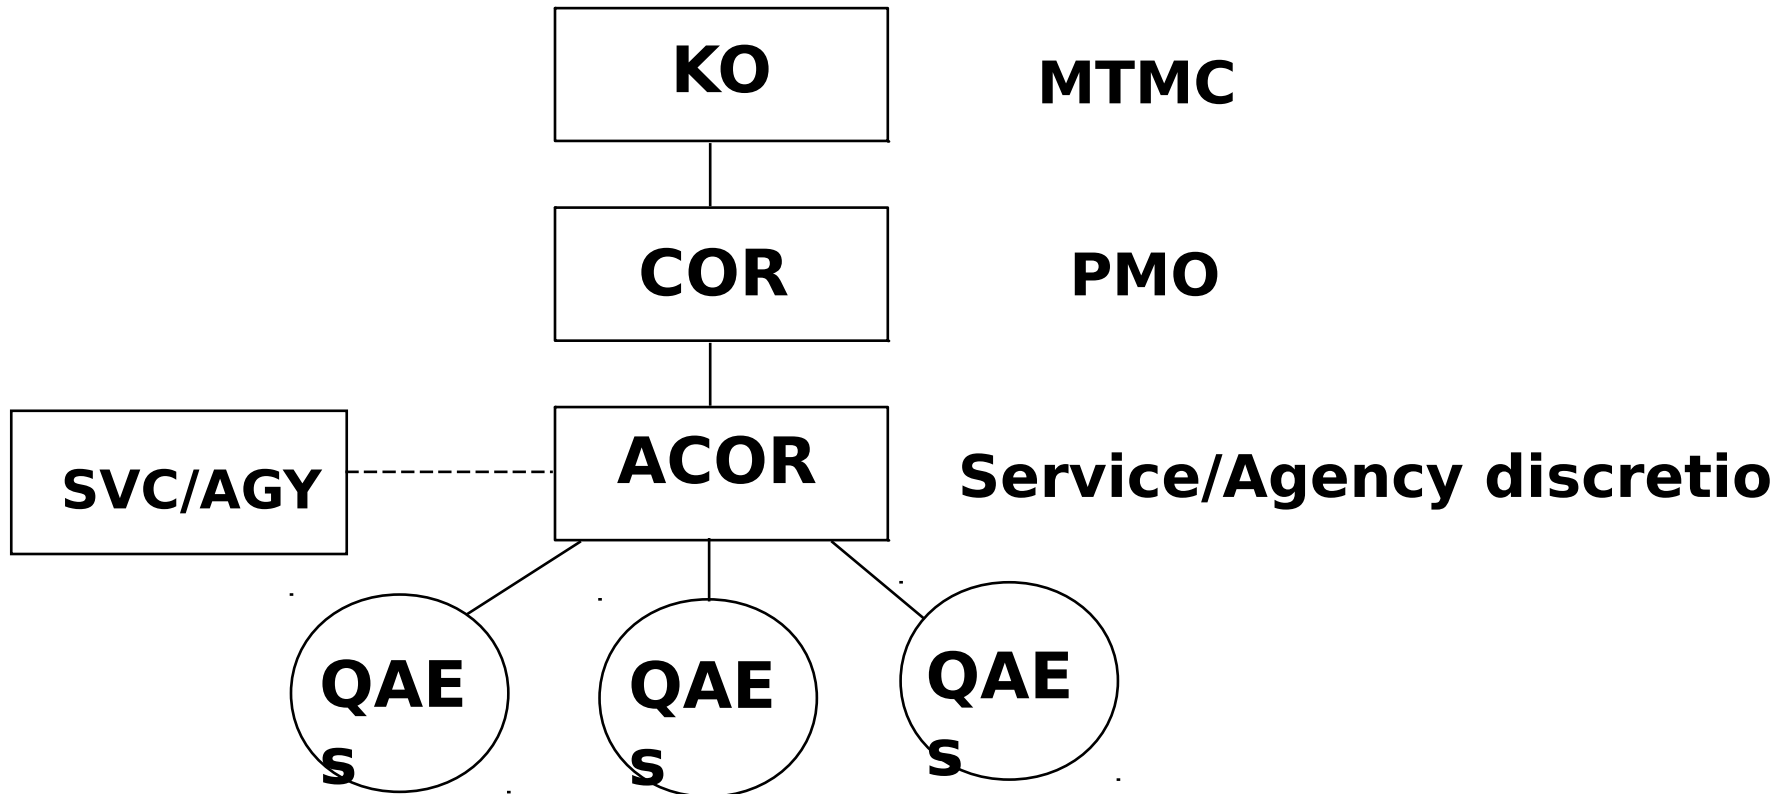 KO
MTMC
COR
PMO
ACOR
SVC/AGY
Service/Agency discretio
QAE
s
QAE
s
QAE
s